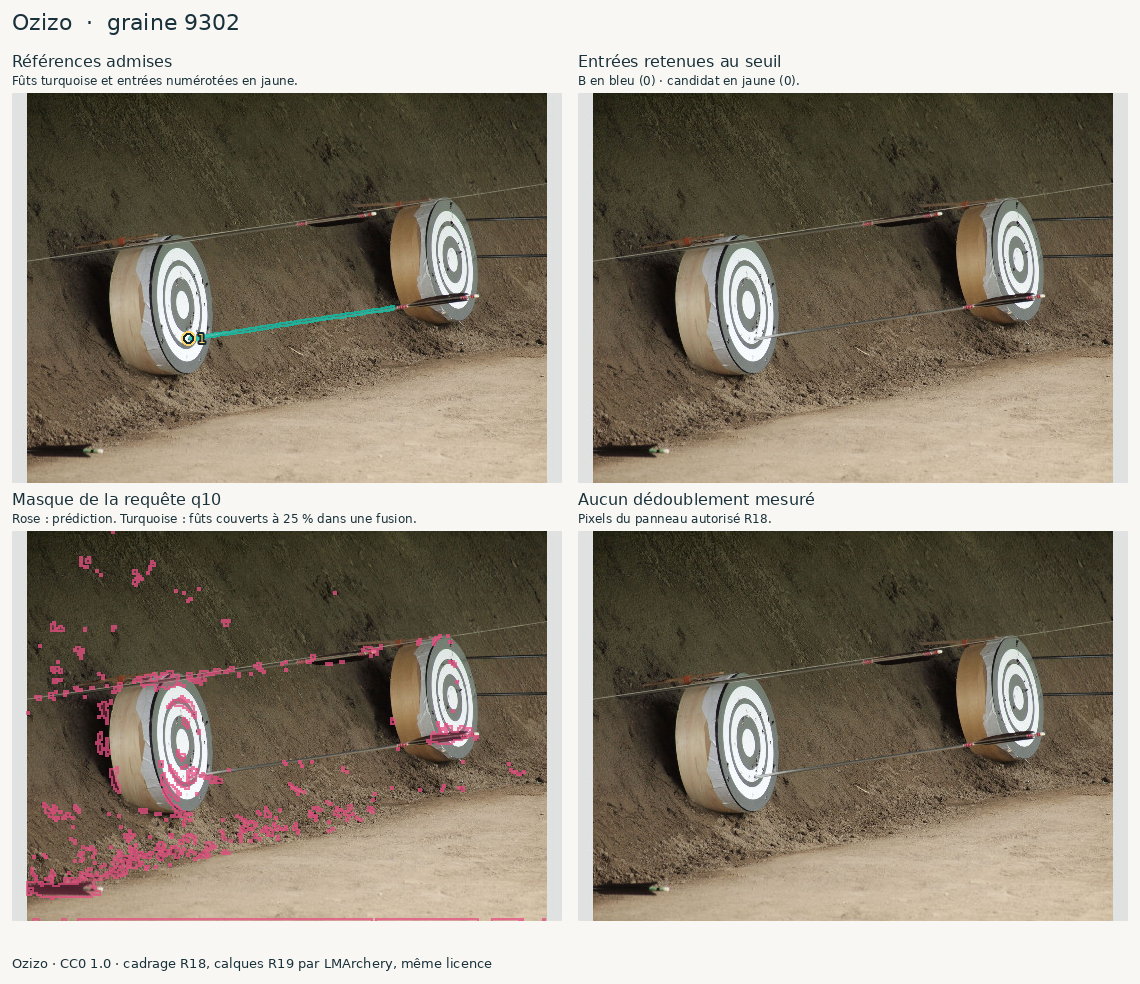 Ozizo · graine 9302
Références admises
Fûts turquoise et entrées numérotées en jaune.
Entrées retenues au seuil
B en bleu (0) · candidat en jaune (0).
1
Masque de la requête q10
Rose : prédiction. Turquoise : fûts couverts à 25 % dans une fusion.
Aucun dédoublement mesuré
Pixels du panneau autorisé R18.
Ozizo · CC0 1.0 · cadrage R18, calques R19 par LMArchery, même licence